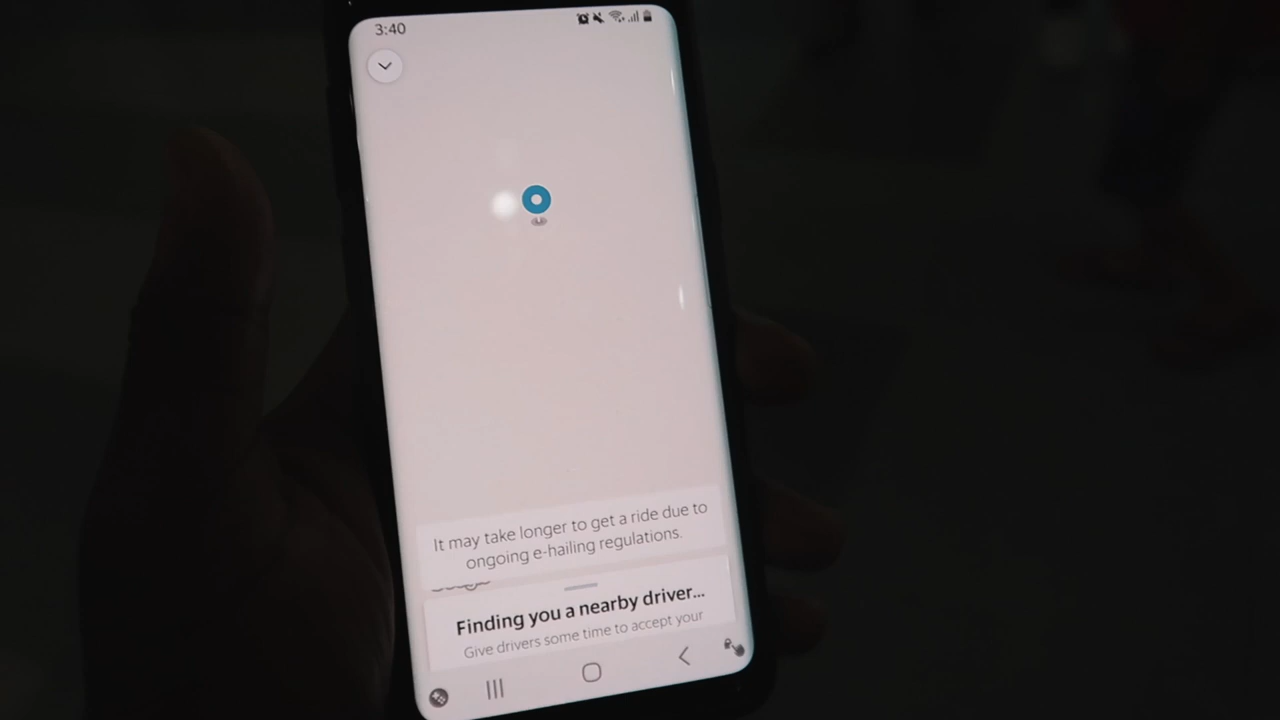 3:40
It may take longer to get a ride due to
ongoing e-hailing regulations.
Finding you a nearby driver...
Give drivers some time to accept your